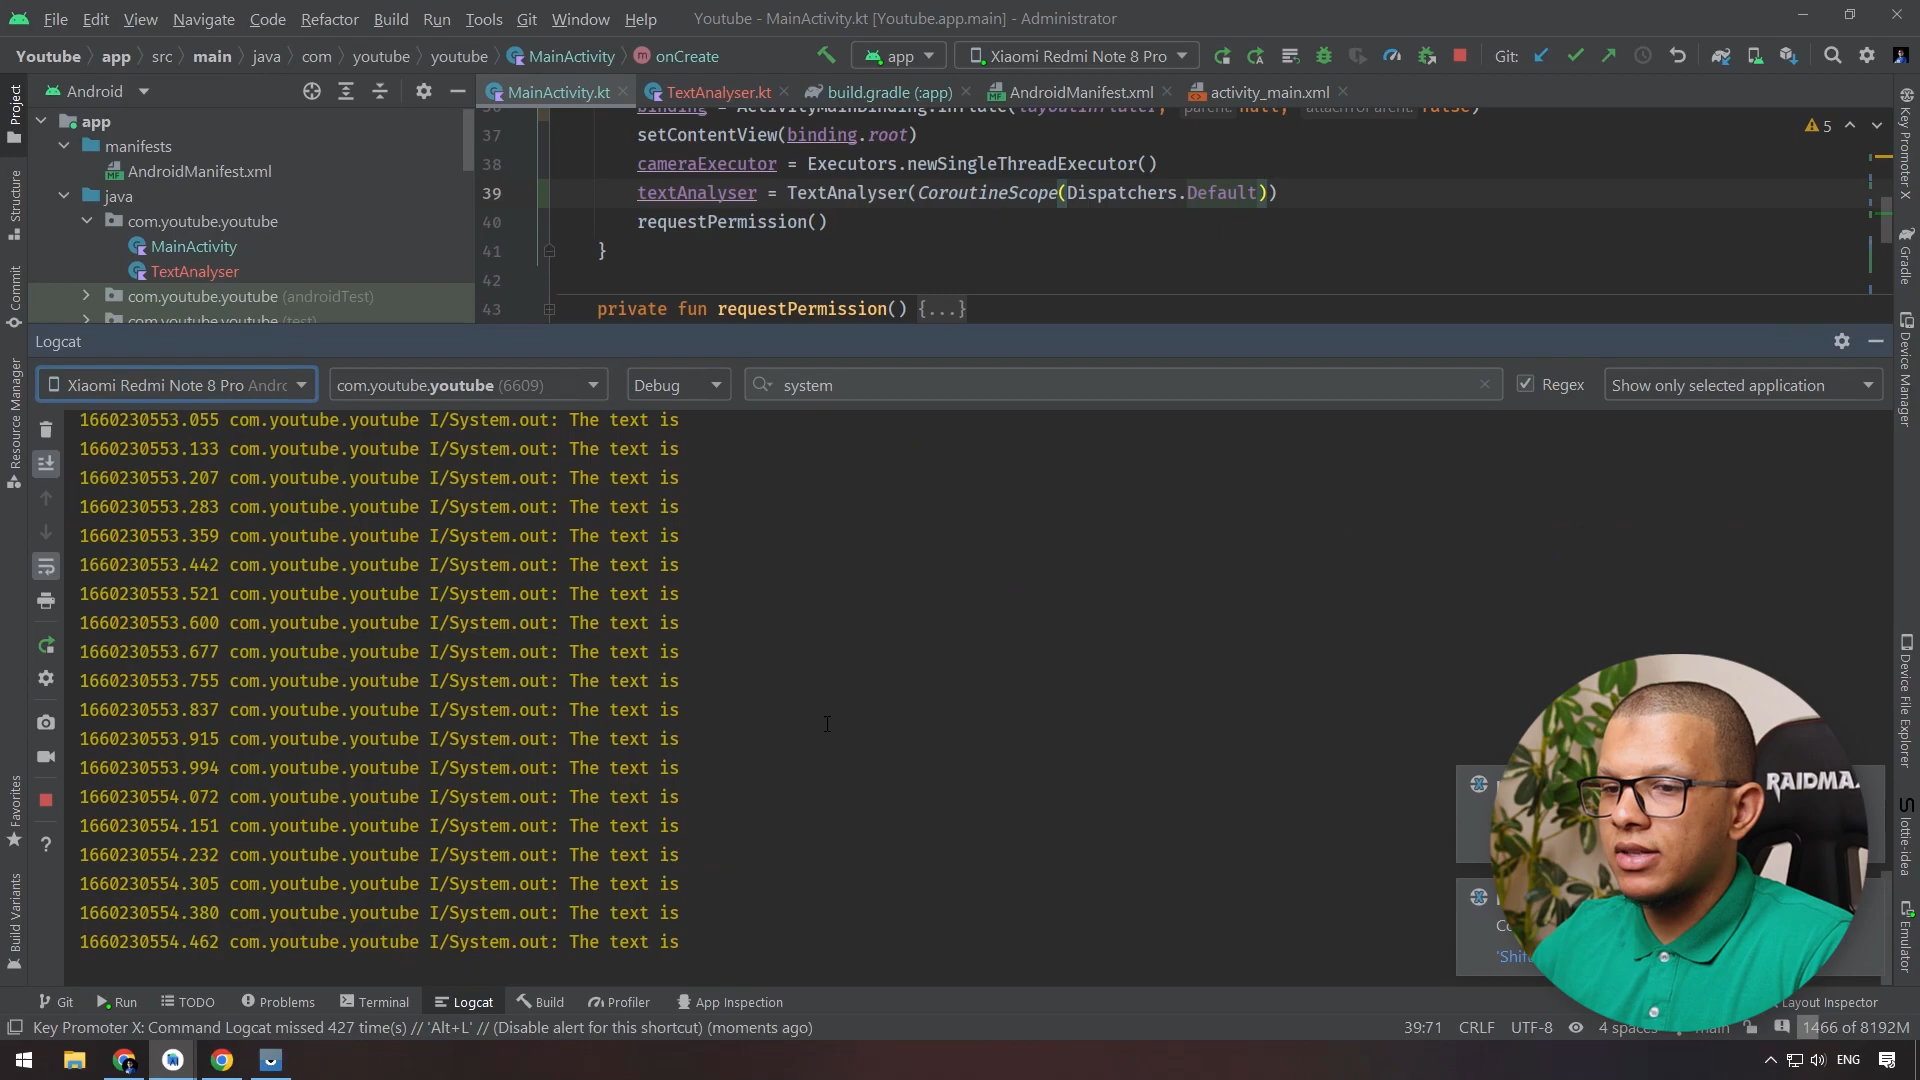 File Edit View Navigate Code Refactor Build Run Tools Git Window Help Youtube - MainActivity.kt [Youtube.app.main] - Administrator
Youtube app src main java com youtube youtube MainActivity onCreate app Xiaomi Redmi Note 8 Pro Git:
Android
MainActivity.kt TextAnalyser.kt build.gradle (:app) AndroidManifest.xml activity_main.xml
app
manifests
AndroidManifest.xml
java
com.youtube.youtube
MainActivity
TextAnalyser
com.youtube.youtube (androidTest)
com.youtube.youtube (test)
5
37 setContentView(binding.root)
38 cameraExecutor = Executors.newSingleThreadExecutor()
39 textAnalyser = TextAnalyser(CoroutineScope(Dispatchers.Default))
40 requestPermission()
41 }
42
43 private fun requestPermission() {...}
Logcat
Xiaomi Redmi Note 8 Pro Andrc com.youtube.youtube (6609) Debug system Regex Show only selected application
1660230553.055 com.youtube.youtube I/System.out: The text is
1660230553.133 com.youtube.youtube I/System.out: The text is
1660230553.207 com.youtube.youtube I/System.out: The text is
1660230553.283 com.youtube.youtube I/System.out: The text is
1660230553.359 com.youtube.youtube I/System.out: The text is
1660230553.442 com.youtube.youtube I/System.out: The text is
1660230553.521 com.youtube.youtube I/System.out: The text is
1660230553.600 com.youtube.youtube I/System.out: The text is
1660230553.677 com.youtube.youtube I/System.out: The text is
1660230553.755 com.youtube.youtube I/System.out: The text is
1660230553.837 com.youtube.youtube I/System.out: The text is
1660230553.915 com.youtube.youtube I/System.out: The text is
1660230553.994 com.youtube.youtube I/System.out: The text is
1660230554.072 com.youtube.youtube I/System.out: The text is
1660230554.151 com.youtube.youtube I/System.out: The text is
1660230554.232 com.youtube.youtube I/System.out: The text is
1660230554.305 com.youtube.youtube I/System.out: The text is
1660230554.380 com.youtube.youtube I/System.out: The text is
1660230554.462 com.youtube.youtube I/System.out: The text is
Project
Structure
Commit
Resource Manager
Favorites
Build Variants
Key Promoter X
Gradle
Device Manager
Device File Explorer
lottie-idea
Emulator
RAIDMA
Git Run TODO Problems Terminal Logcat Build Profiler App Inspection Layout Inspector
Key Promoter X: Command Logcat missed 427 time(s) // 'Alt+L' // (Disable alert for this shortcut) (moments ago) 39:71 CRLF UTF-8 4 spaces main 1466 of 8192M
ENG